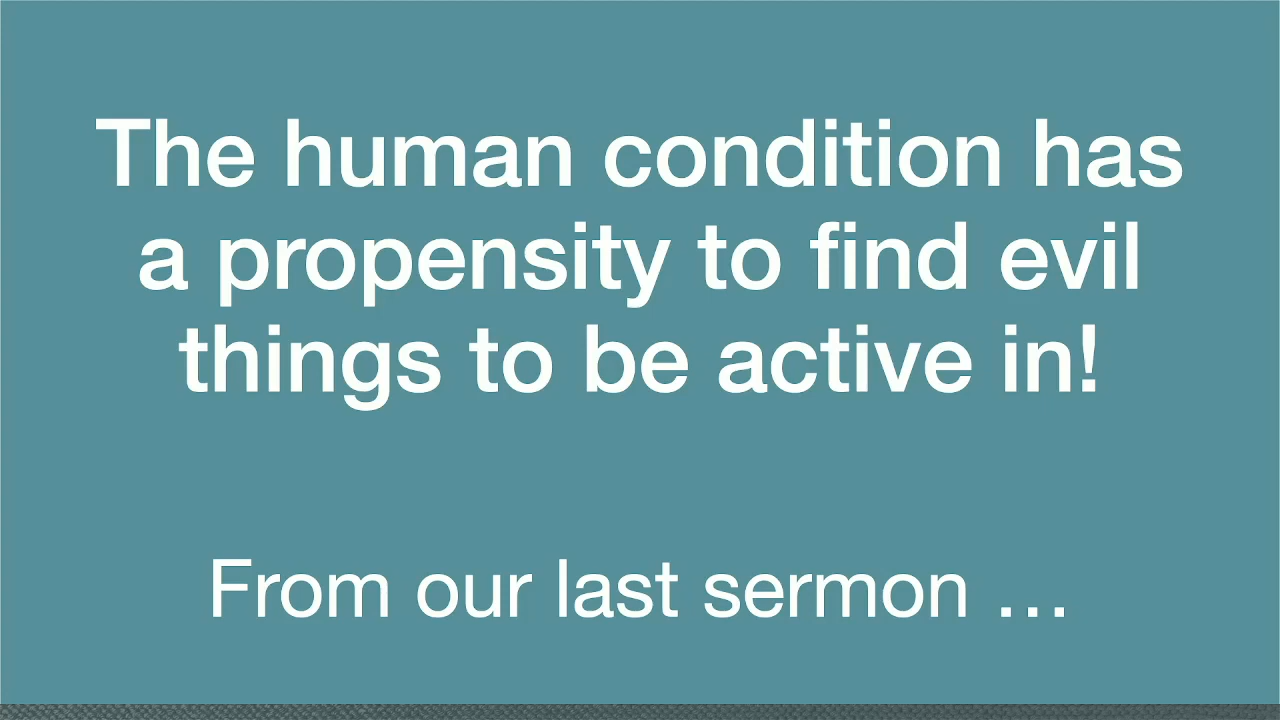 The human condition has
a propensity to find evil
things to be active in!
From our last sermon …